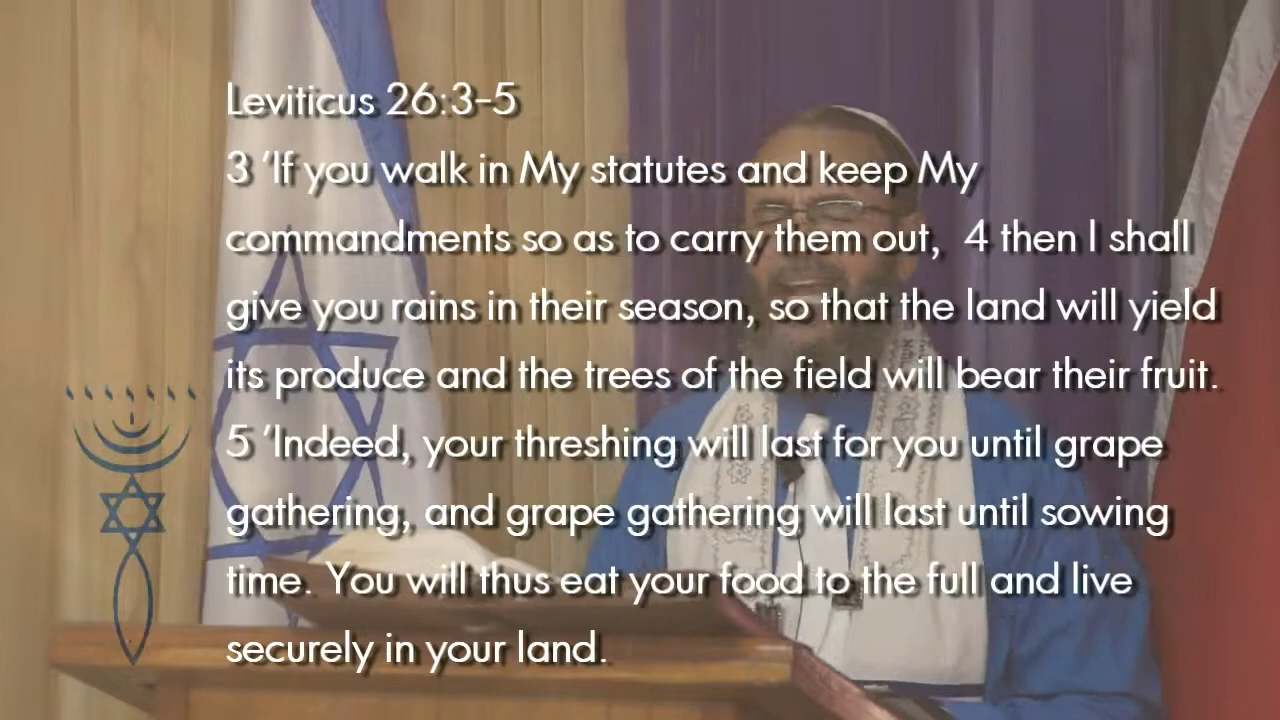 Leviticus 26:3-5
3 ‘If you walk in My statutes and keep My
commandments so as to carry them out,  4 then I shall
give you rains in their season, so that the land will yield
its produce and the trees of the field will bear their fruit.
5 ‘Indeed, your threshing will last for you until grape
gathering, and grape gathering will last until sowing
time.  You will thus eat your food to the full and live
securely in your land.